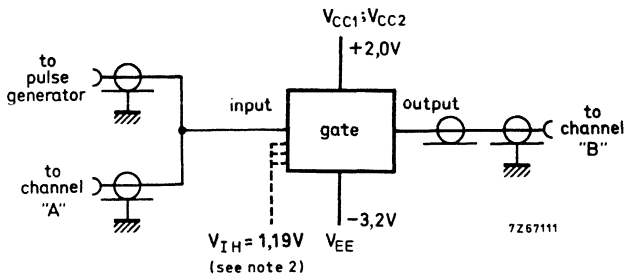 VCC1;VCC2
+2,0V
to
pulse
generator
input
gate
output
to
channel
"B"
to
channel
"A"
VIH=1,19V
(see note 2)
-3,2V
VEE
7Z67111